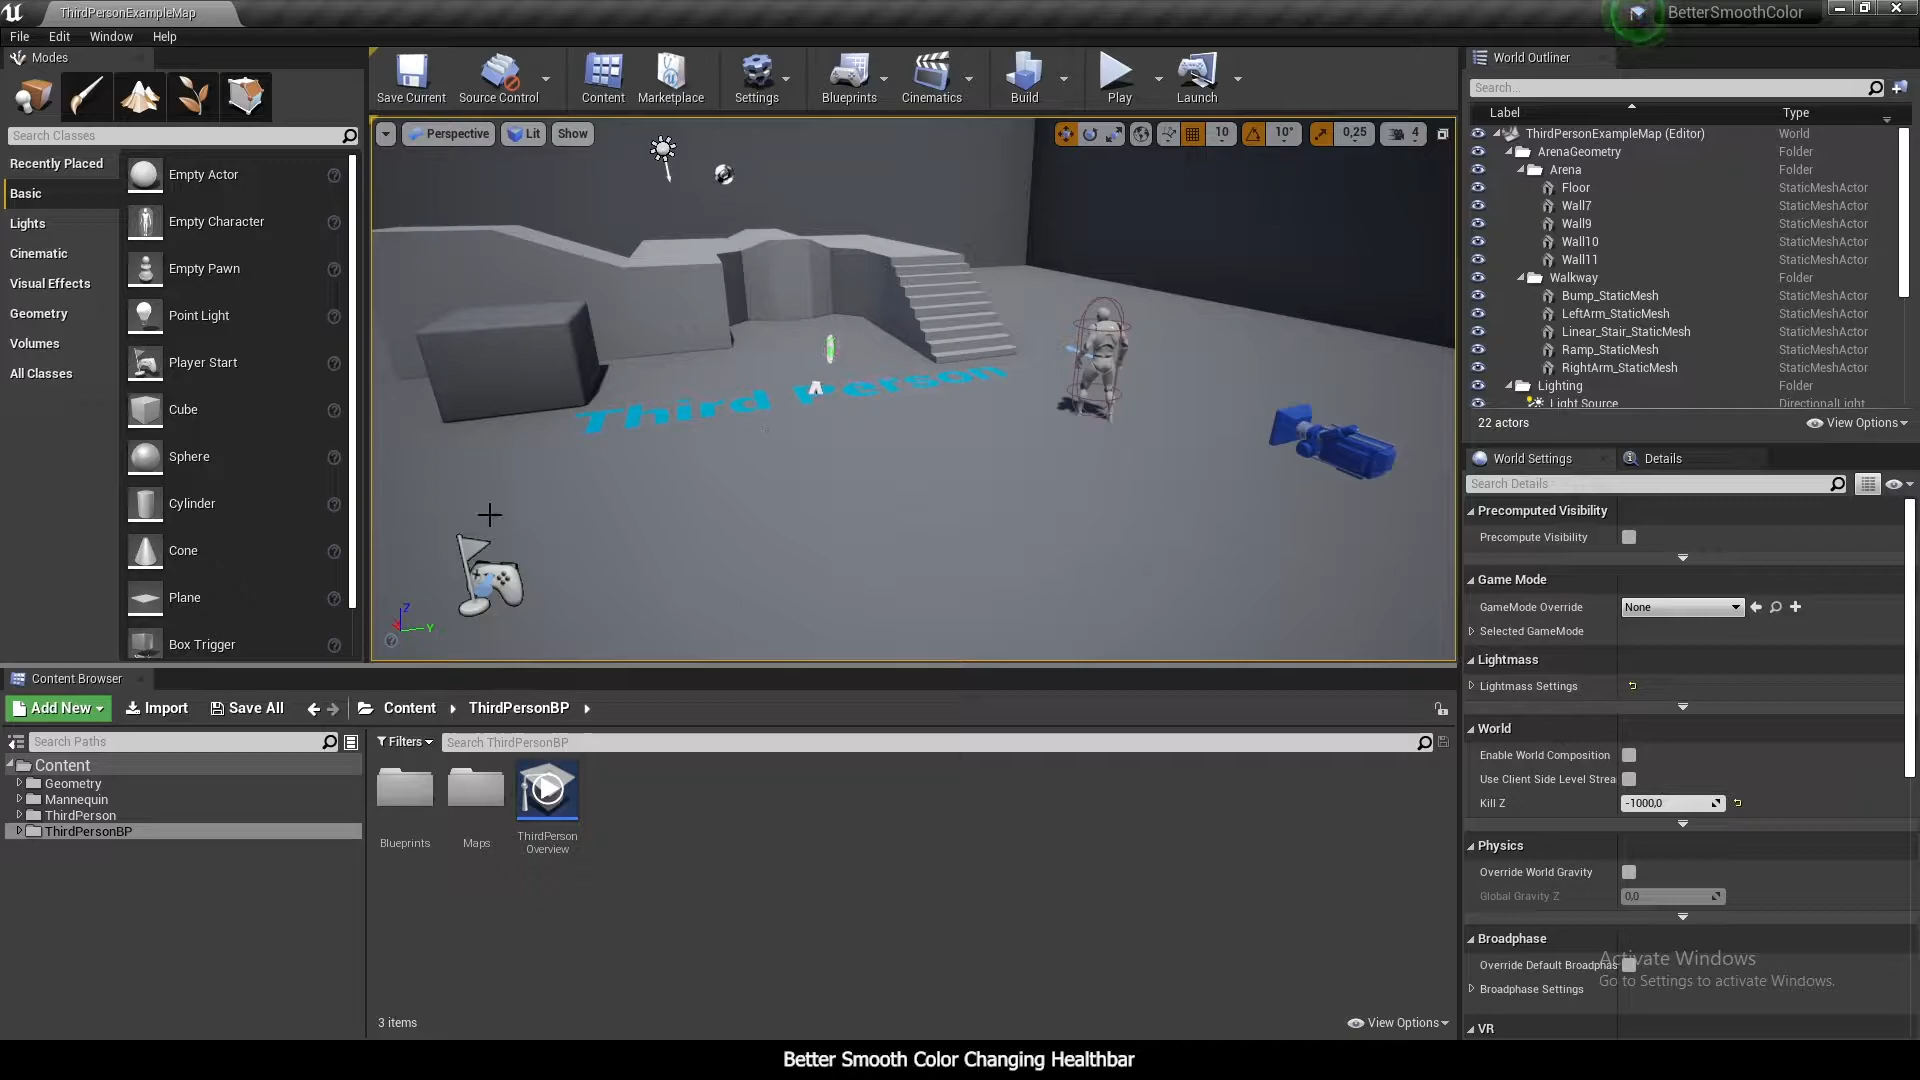 ThirdPersonExampleMap
BetterSmoothColor
File Edit Window Help
Modes
Search Classes
Recently Placed
Basic
Lights
Cinematic
Visual Effects
Geometry
Volumes
All Classes
Empty Actor
Empty Character
Empty Pawn
Point Light
Player Start
Cube
Sphere
Cylinder
Cone
Plane
Box Trigger
Save Current Source Control Content Marketplace Settings Blueprints Cinematics Build Play Launch
Perspective Lit Show
10 10° 0,25 4
Third Person
Z
Y
World Outliner
Search...
Label Type
ThirdPersonExampleMap (Editor) World
ArenaGeometry Folder
Arena Folder
Floor StaticMeshActor
Wall7 StaticMeshActor
Wall9 StaticMeshActor
Wall10 StaticMeshActor
Wall11 StaticMeshActor
Walkway Folder
Bump_StaticMesh StaticMeshActor
LeftArm_StaticMesh StaticMeshActor
Linear_Stair_StaticMesh StaticMeshActor
Ramp_StaticMesh StaticMeshActor
RightArm_StaticMesh StaticMeshActor
Lighting Folder
Light Source DirectionalLight
22 actors View Options
World Settings Details
Search Details
Precomputed Visibility
Precompute Visibility
Game Mode
GameMode Override None
Selected GameMode
Lightmass
Lightmass Settings
World
Enable World Composition
Use Client Side Level Strea
Kill Z -1000,0
Physics
Override World Gravity
Global Gravity Z 0,0
Broadphase
Override Default Broadphas
Broadphase Settings
VR
Activate Windows
Go to Settings to activate Windows.
Content Browser
Add New Import Save All Content ThirdPersonBP
Search Paths
Filters Search ThirdPersonBP
Content
Geometry
Mannequin
ThirdPerson
ThirdPersonBP
Blueprints
Maps
ThirdPerson
Overview
3 items View Options
Better Smooth Color Changing Healthbar